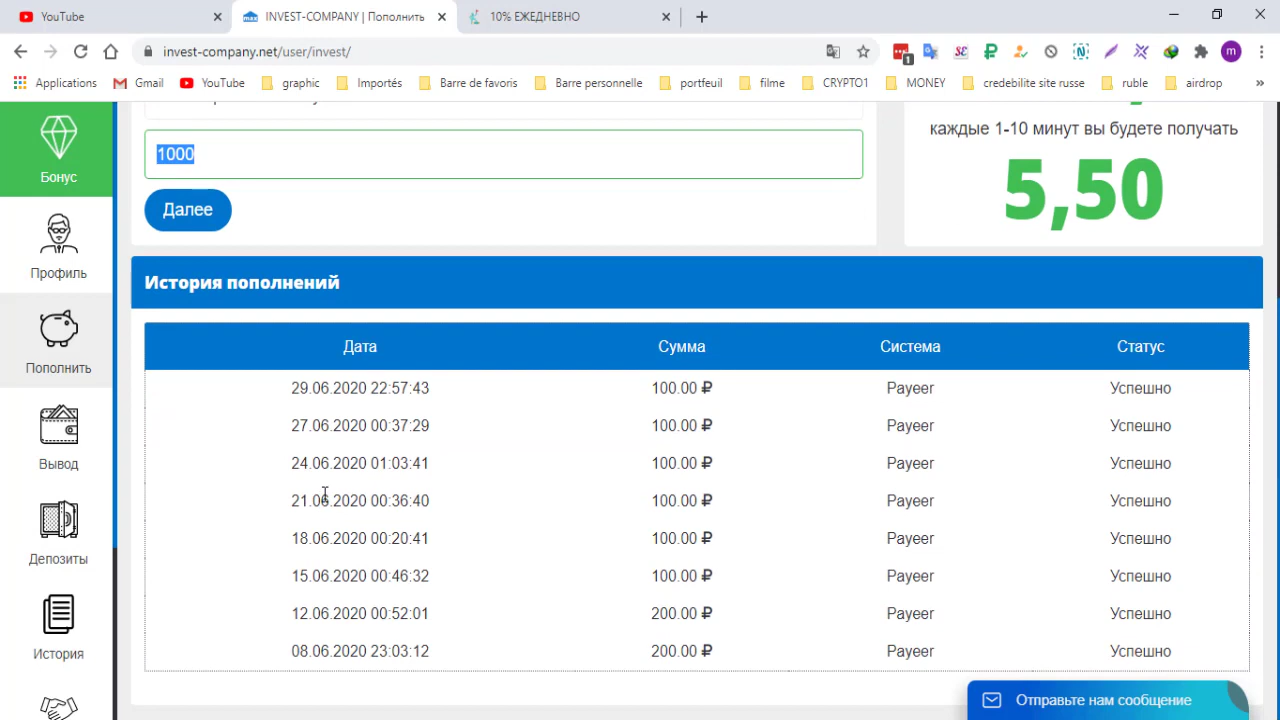 YouTube
INVEST-COMPANY | Пополнить
10% ЕЖЕДНЕВНО
invest-company.net/user/invest/
1
m
Applications
Gmail
YouTube
graphic
Importés
Barre de favoris
Barre personnelle
portfeuil
filme
CRYPTO1
MONEY
credebilite site russe
ruble
airdrop
»
max
Бонус
Профиль
Пополнить
Вывод
Депозиты
История
1000
Далее
каждые 1-10 минут вы будете получать
5,50
История пополнений
Дата Сумма Система Статус
29.06.2020 22:57:43 100.00 ₽ Payeer Успешно
27.06.2020 00:37:29 100.00 ₽ Payeer Успешно
24.06.2020 01:03:41 100.00 ₽ Payeer Успешно
21.06.2020 00:36:40 100.00 ₽ Payeer Успешно
18.06.2020 00:20:41 100.00 ₽ Payeer Успешно
15.06.2020 00:46:32 100.00 ₽ Payeer Успешно
12.06.2020 00:52:01 200.00 ₽ Payeer Успешно
08.06.2020 23:03:12 200.00 ₽ Payeer Успешно
Отправьте нам сообщение